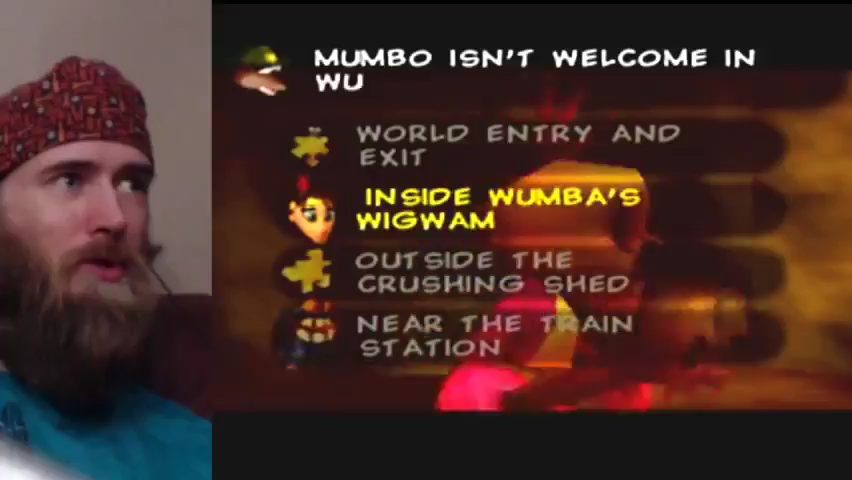 MUMBO ISN'T WELCOME IN
WU
WORLD ENTRY AND
EXIT
INSIDE WUMBA'S
WIGWAM
OUTSIDE THE
CRUSHING SHED
NEAR THE TRAIN
STATION